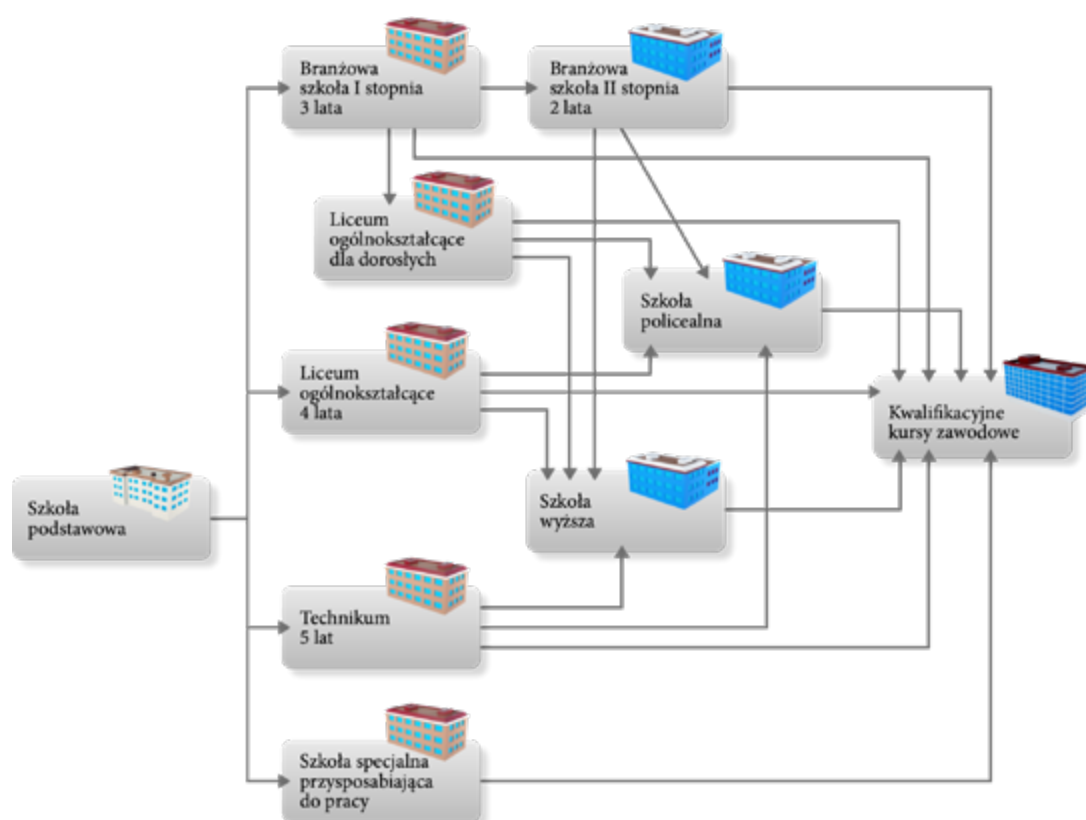 Branżowa
szkoła I stopnia
3 lata
Branżowa
szkoła II stopnia
2 lata
Liceum
ogólnokształcące
dla dorosłych
Szkoła
policealna
Liceum
ogólnokształcące
4 lata
Kwalifikacyjne
kursy zawodowe
Szkoła
podstawowa
Szkoła
wyższa
Technikum
5 lat
Szkoła specjalna
przysposabiająca
do pracy